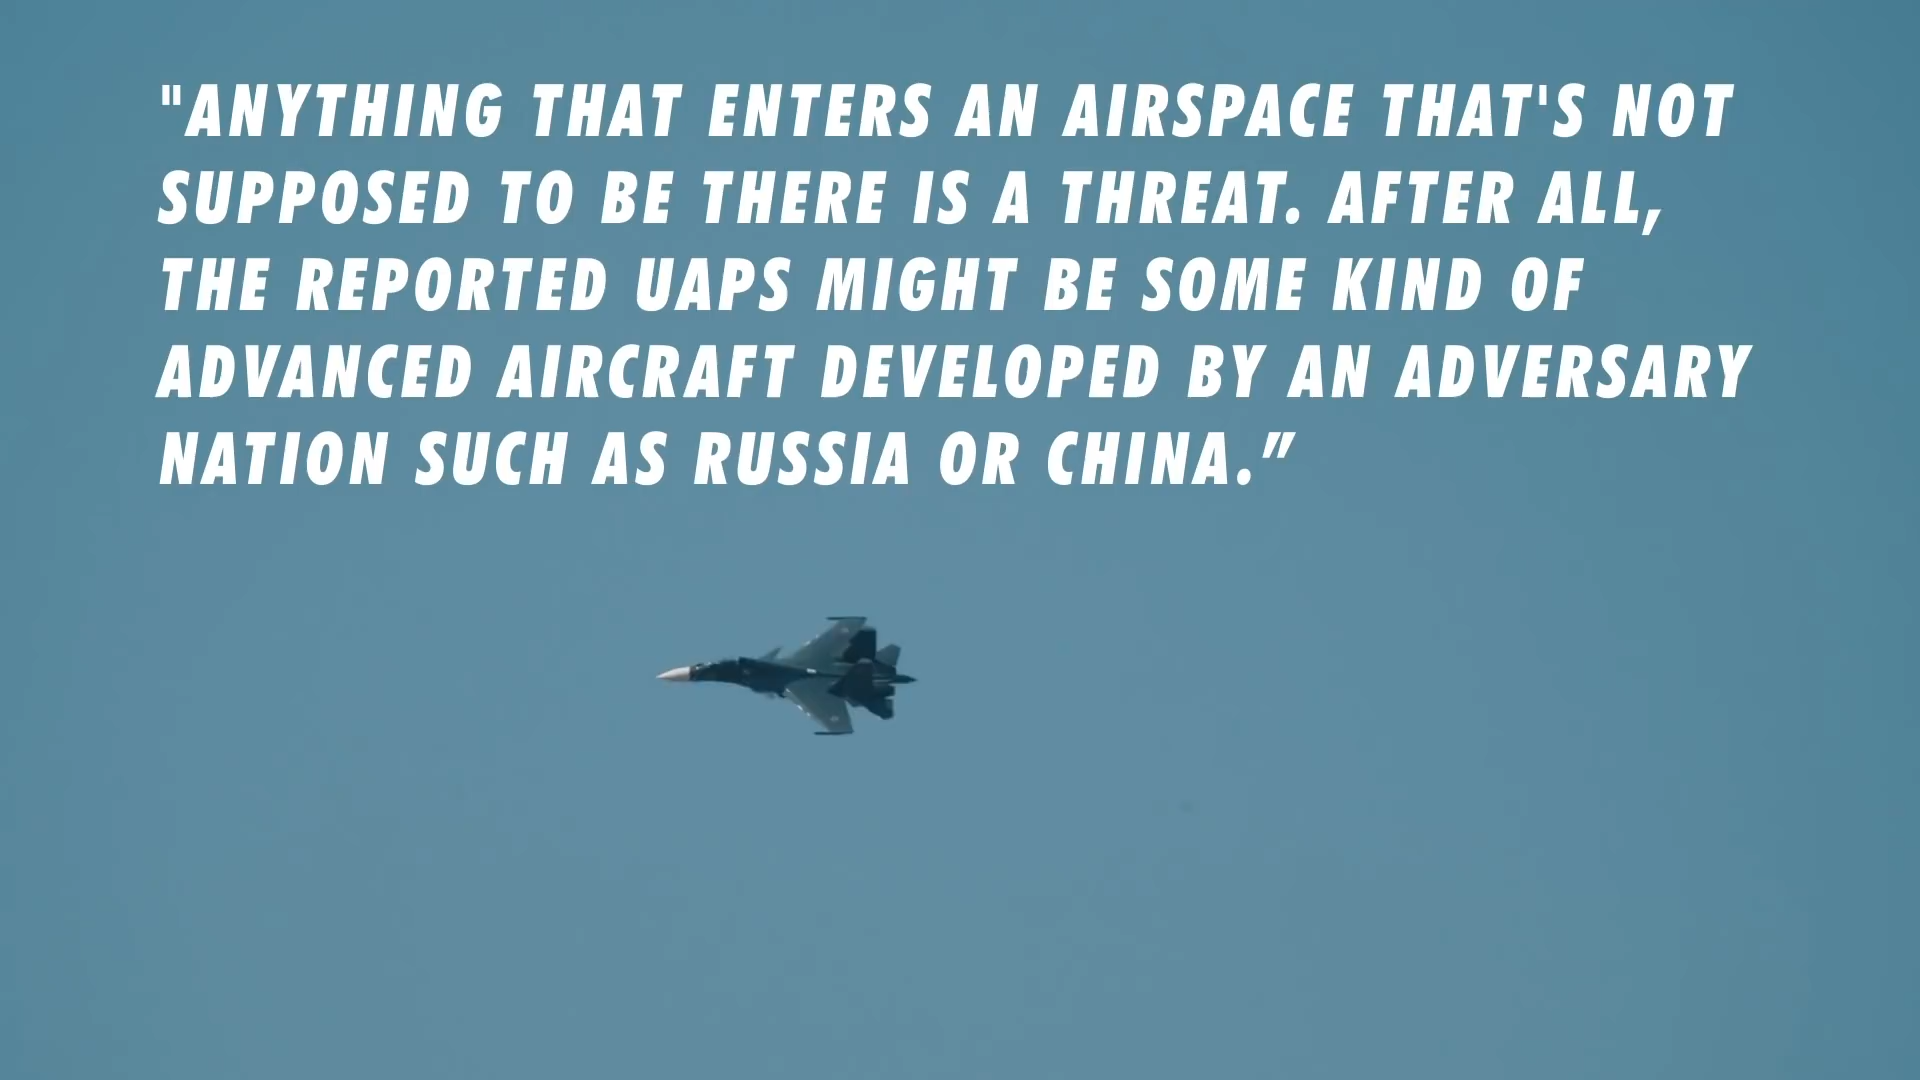 "ANYTHING THAT ENTERS AN AIRSPACE THAT'S NOT
SUPPOSED TO BE THERE IS A THREAT. AFTER ALL,
THE REPORTED UAPS MIGHT BE SOME KIND OF
ADVANCED AIRCRAFT DEVELOPED BY AN ADVERSARY
NATION SUCH AS RUSSIA OR CHINA.”